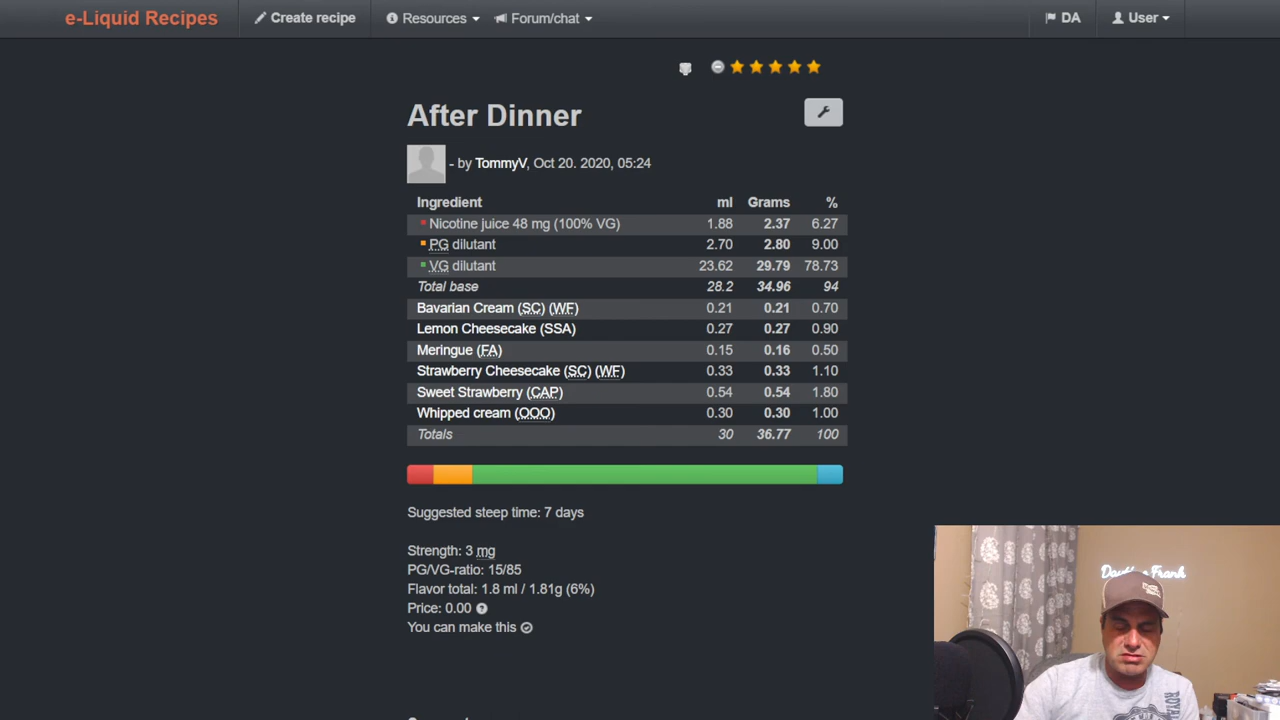 e-Liquid Recipes Create recipe Resources Forum/chat DA User
After Dinner
- by TommyV, Oct 20. 2020, 05:24
Ingredient ml Grams %
Nicotine juice 48 mg (100% VG) 1.88 2.37 6.27
PG dilutant 2.70 2.80 9.00
VG dilutant 23.62 29.79 78.73
Total base 28.2 34.96 94
Bavarian Cream (SC) (WF) 0.21 0.21 0.70
Lemon Cheesecake (SSA) 0.27 0.27 0.90
Meringue (FA) 0.15 0.16 0.50
Strawberry Cheesecake (SC) (WF) 0.33 0.33 1.10
Sweet Strawberry (CAP) 0.54 0.54 1.80
Whipped cream (OOO) 0.30 0.30 1.00
Totals 30 36.77 100
Suggested steep time: 7 days
Strength: 3 mg
PG/VG-ratio: 15/85
Flavor total: 1.8 ml / 1.81g (6%)
Price: 0.00
You can make this
Frank